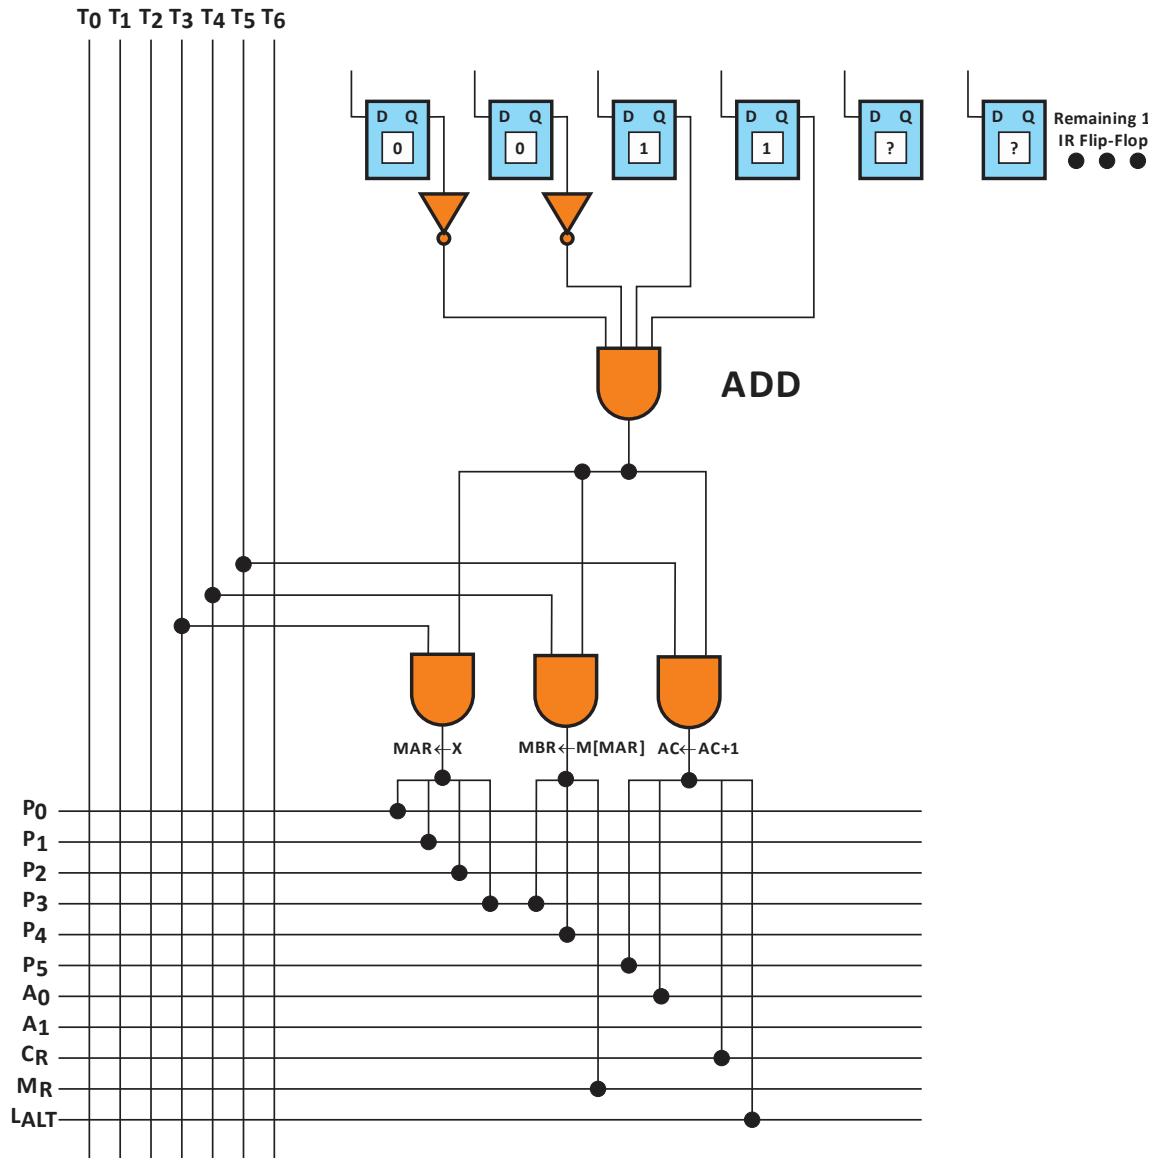 T0 T1 T2 T3 T4 T5 T6
D Q D Q D Q D Q D Q D Q
0 0 1 1 ? ?
Remaining 1
IR Flip-Flop
ADD
MAR←X MBR←M[MAR] AC←AC+1
P0
P1
P2
P3
P4
P5
A0
A1
CR
MR
LALT